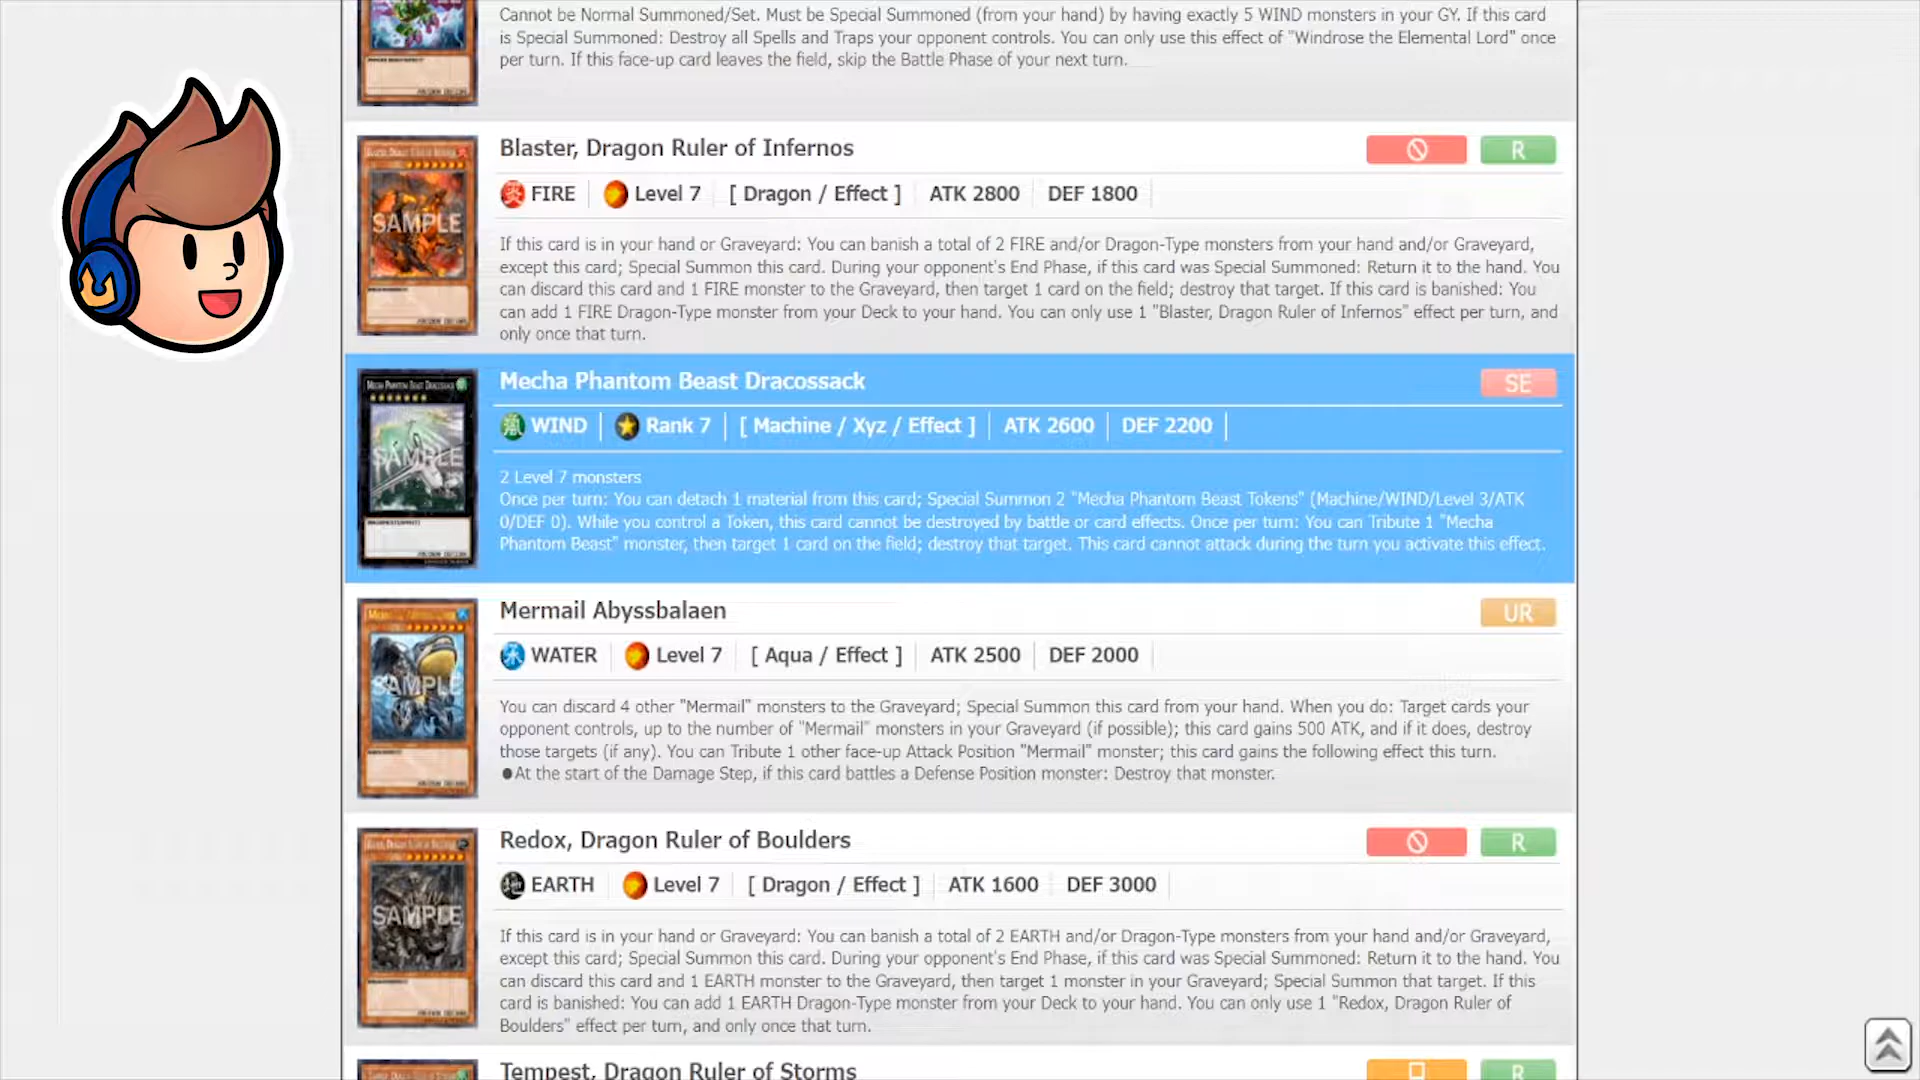 Cannot be Normal Summoned/Set. Must be Special Summoned (from your hand) by having exactly 5 WIND monsters in your GY. If this card
is Special Summoned: Destroy all Spells and Traps your opponent controls. You can only use this effect of "Windrose the Elemental Lord" once
per turn. If this face-up card leaves the field, skip the Battle Phase of your next turn.
Blaster, Dragon Ruler of Infernos
R
炎 FIRE Level 7 [ Dragon / Effect ] ATK 2800 DEF 1800
SAMPLE
If this card is in your hand or Graveyard: You can banish a total of 2 FIRE and/or Dragon-Type monsters from your hand and/or Graveyard,
except this card; Special Summon this card. During your opponent's End Phase, if this card was Special Summoned: Return it to the hand. You
can discard this card and 1 FIRE monster to the Graveyard, then target 1 card on the field; destroy that target. If this card is banished: You
can add 1 FIRE Dragon-Type monster from your Deck to your hand. You can only use 1 "Blaster, Dragon Ruler of Infernos" effect per turn, and
only once that turn.
Mecha Phantom Beast Dracossack
SE
風 WIND Rank 7 [ Machine / Xyz / Effect ] ATK 2600 DEF 2200
SAMPLE
2 Level 7 monsters
Once per turn: You can detach 1 material from this card; Special Summon 2 "Mecha Phantom Beast Tokens" (Machine/WIND/Level 3/ATK
0/DEF 0). While you control a Token, this card cannot be destroyed by battle or card effects. Once per turn: You can Tribute 1 "Mecha
Phantom Beast" monster, then target 1 card on the field; destroy that target. This card cannot attack during the turn you activate this effect.
Mermail Abyssbalaen
UR
水 WATER Level 7 [ Aqua / Effect ] ATK 2500 DEF 2000
SAMPLE
You can discard 4 other "Mermail" monsters to the Graveyard; Special Summon this card from your hand. When you do: Target cards your
opponent controls, up to the number of "Mermail" monsters in your Graveyard (if possible); this card gains 500 ATK, and if it does, destroy
those targets (if any). You can Tribute 1 other face-up Attack Position "Mermail" monster; this card gains the following effect this turn.
●At the start of the Damage Step, if this card battles a Defense Position monster: Destroy that monster.
Redox, Dragon Ruler of Boulders
R
地 EARTH Level 7 [ Dragon / Effect ] ATK 1600 DEF 3000
SAMPLE
If this card is in your hand or Graveyard: You can banish a total of 2 EARTH and/or Dragon-Type monsters from your hand and/or Graveyard,
except this card; Special Summon this card. During your opponent's End Phase, if this card was Special Summoned: Return it to the hand. You
can discard this card and 1 EARTH monster to the Graveyard, then target 1 monster in your Graveyard; Special Summon that target. If this
card is banished: You can add 1 EARTH Dragon-Type monster from your Deck to your hand. You can only use 1 "Redox, Dragon Ruler of
Boulders" effect per turn, and only once that turn.
Tempest, Dragon Ruler of Storms
R